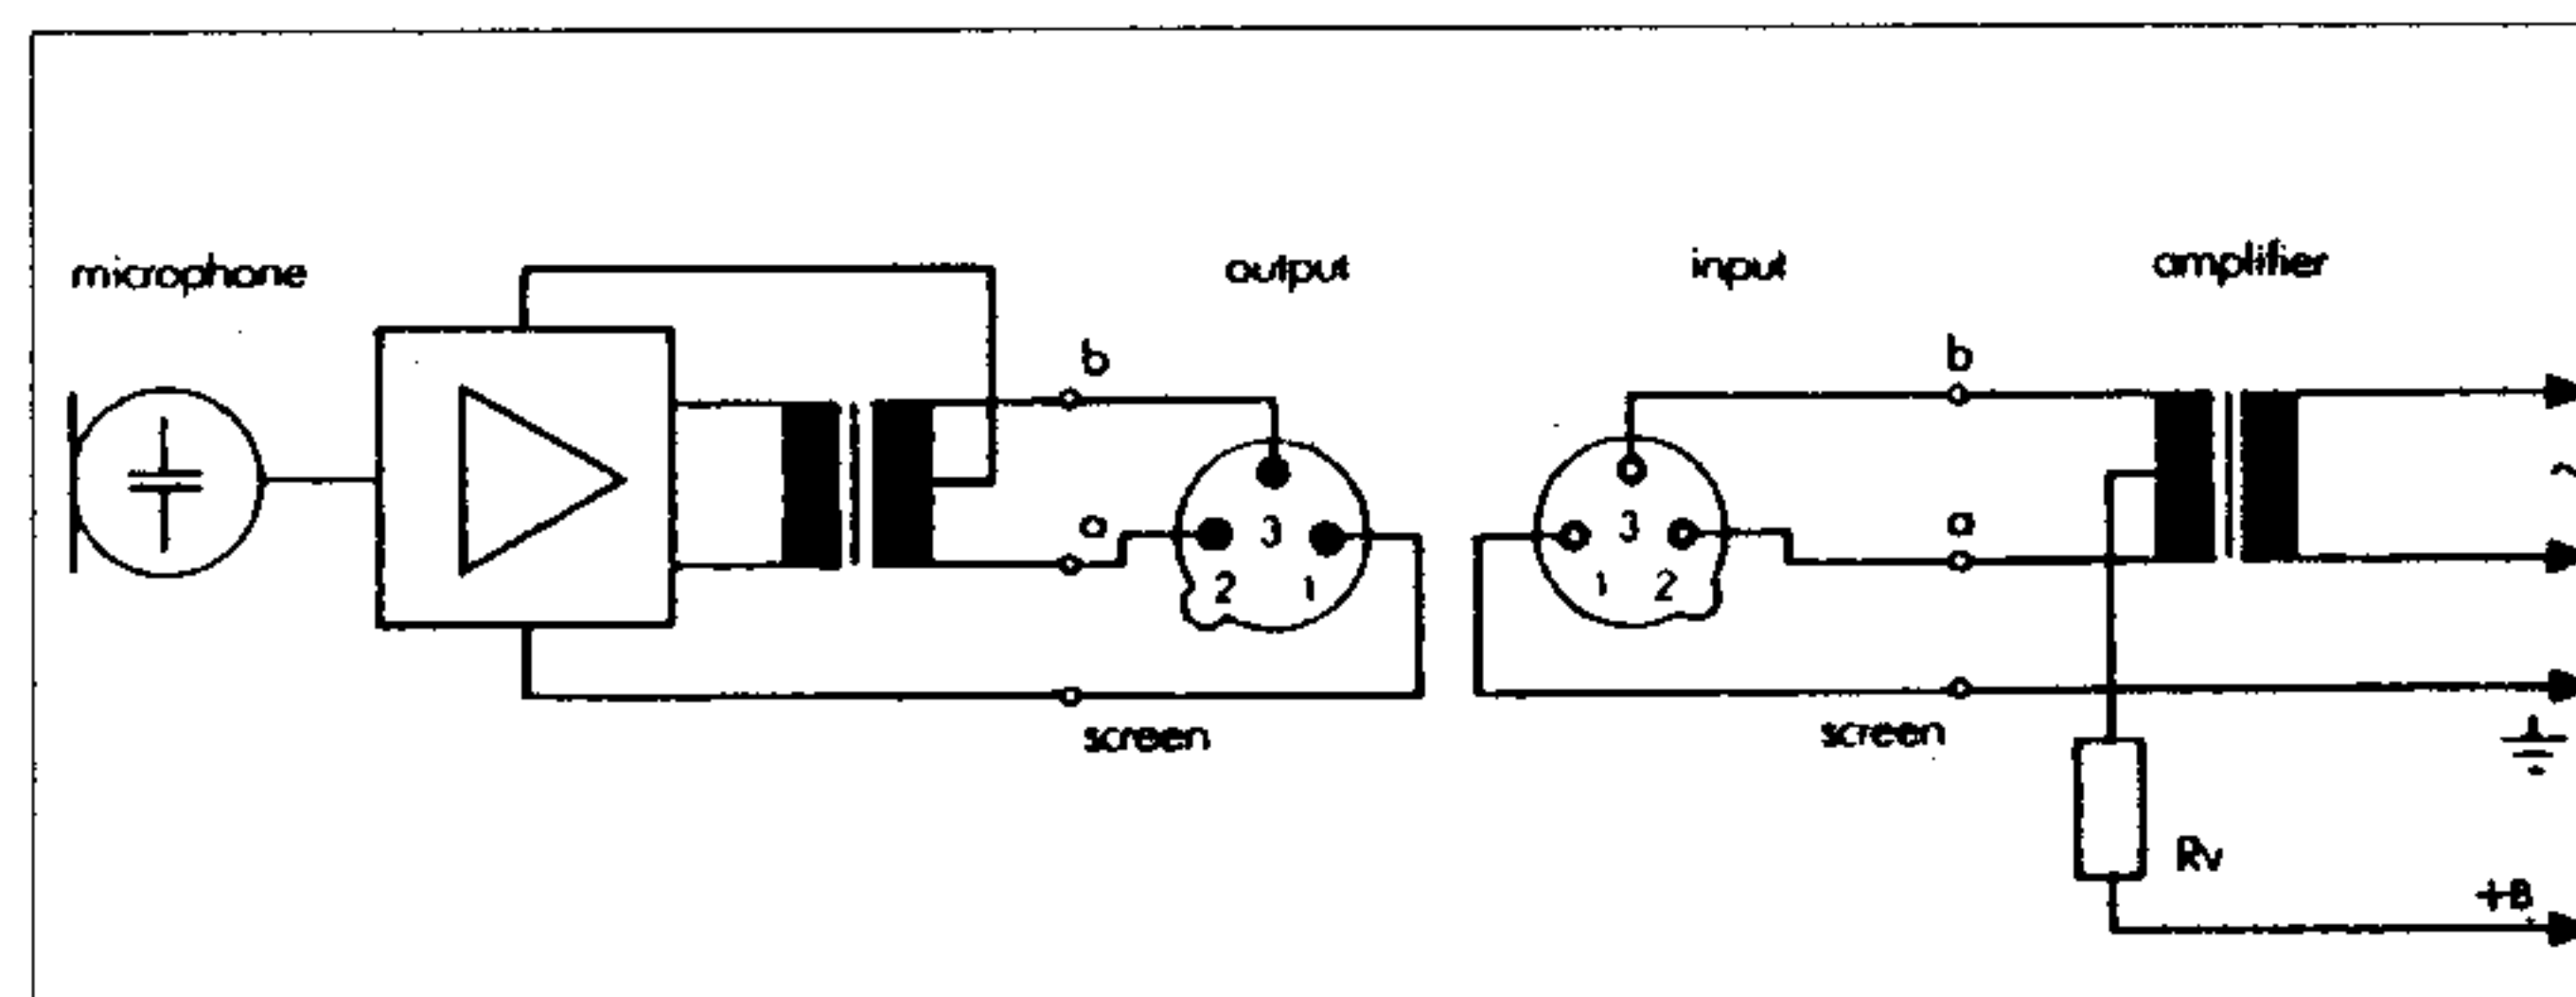 microphone
output
input
amplifier
b
b
a
a
3
2
1
3
1
2
~
screen
screen
Rv
+B